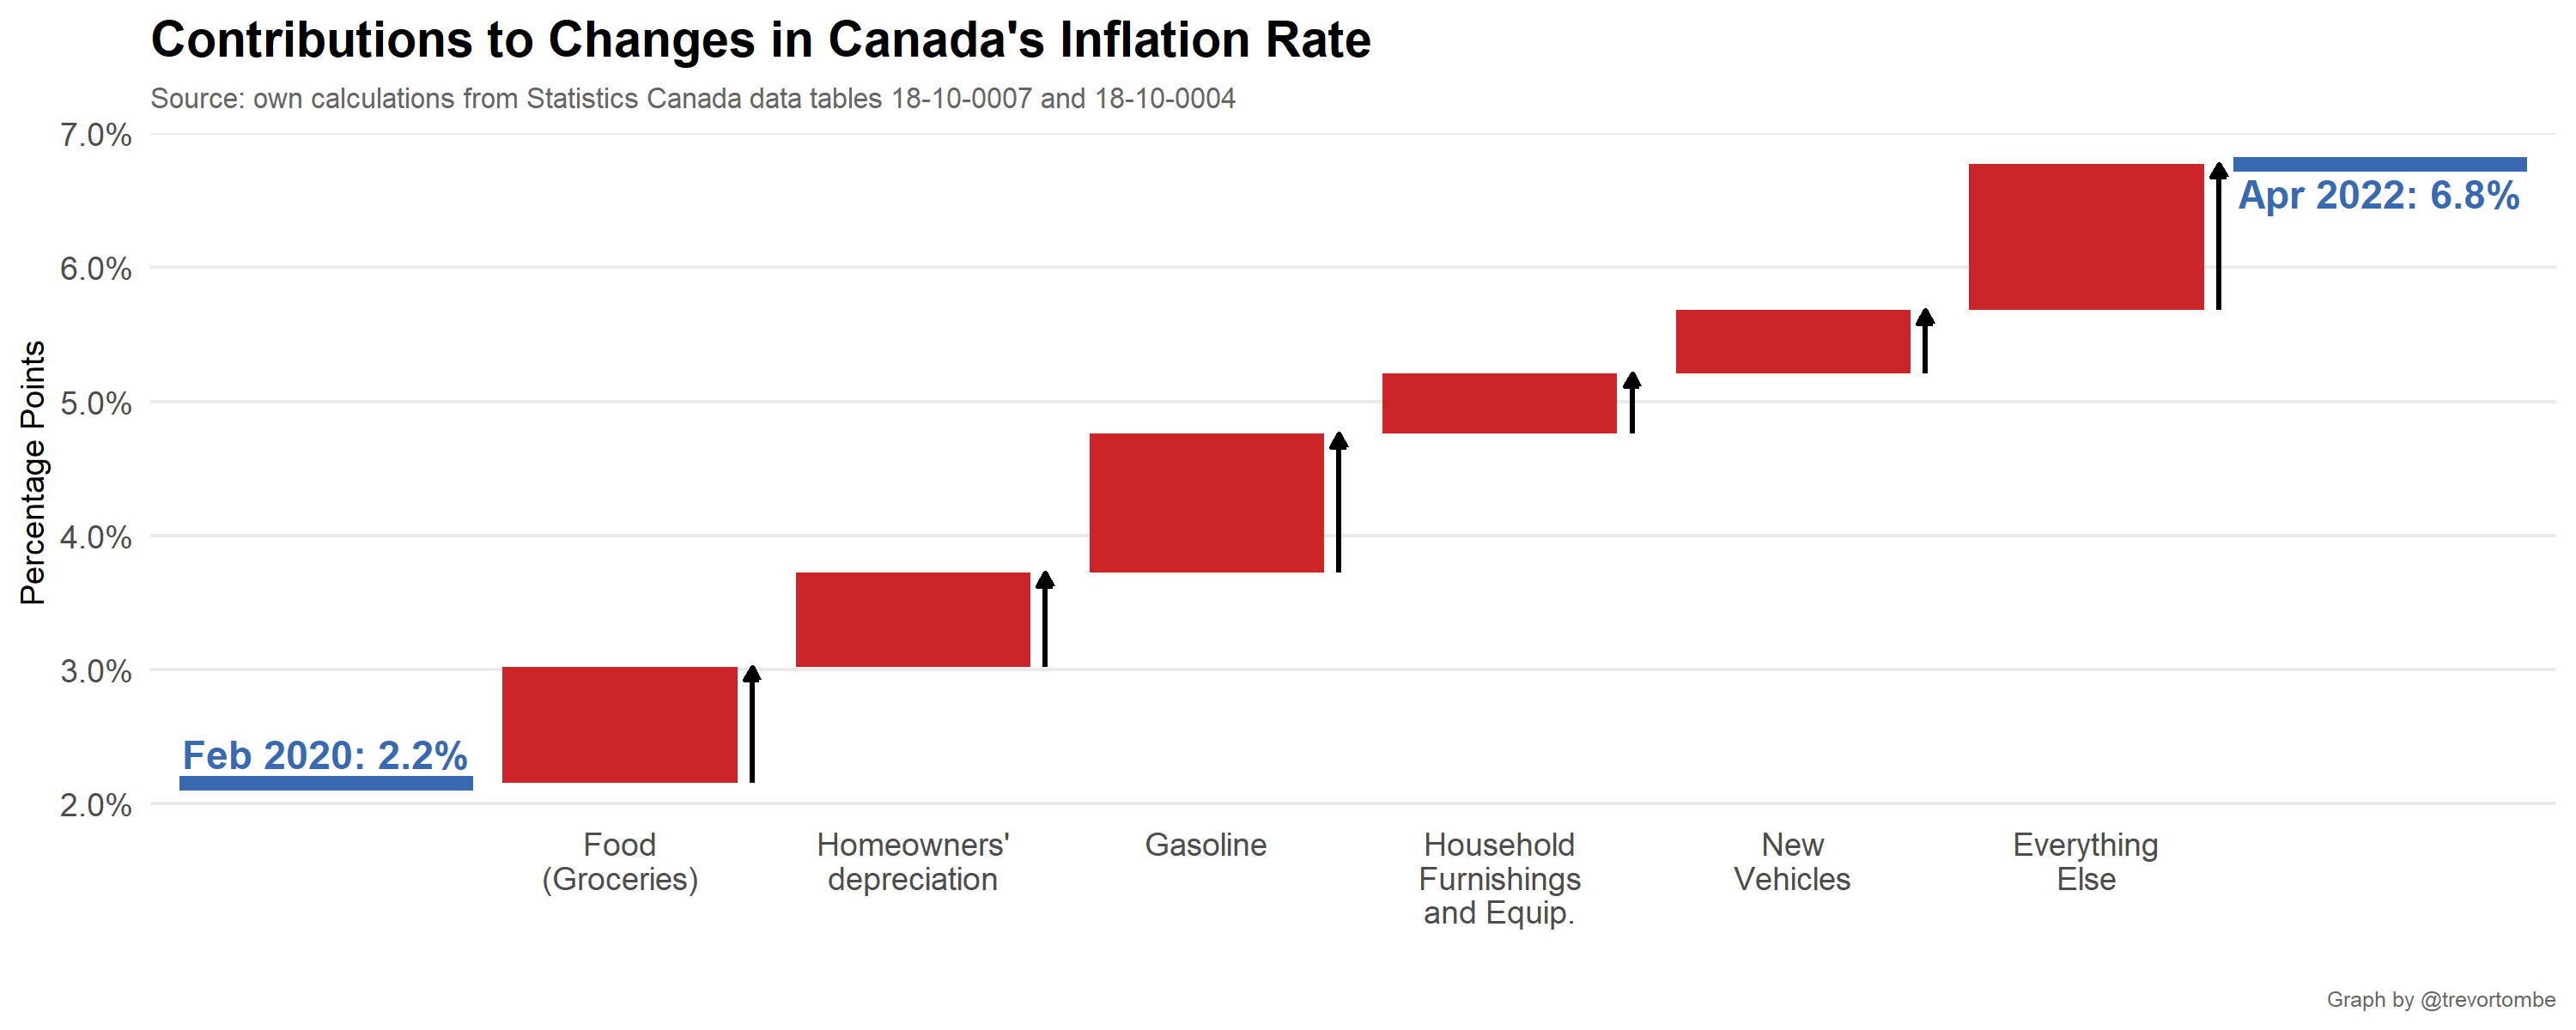 Contributions to Changes in Canada's Inflation Rate
Source: own calculations from Statistics Canada data tables 18-10-0007 and 18-10-0004
Percentage Points
7.0%
6.0%
5.0%
4.0%
3.0%
2.0%
Feb 2020: 2.2%
Apr 2022: 6.8%
Food
(Groceries)
Homeowners'
depreciation
Gasoline
Household
Furnishings
and Equip.
New
Vehicles
Everything
Else
Graph by @trevortombe